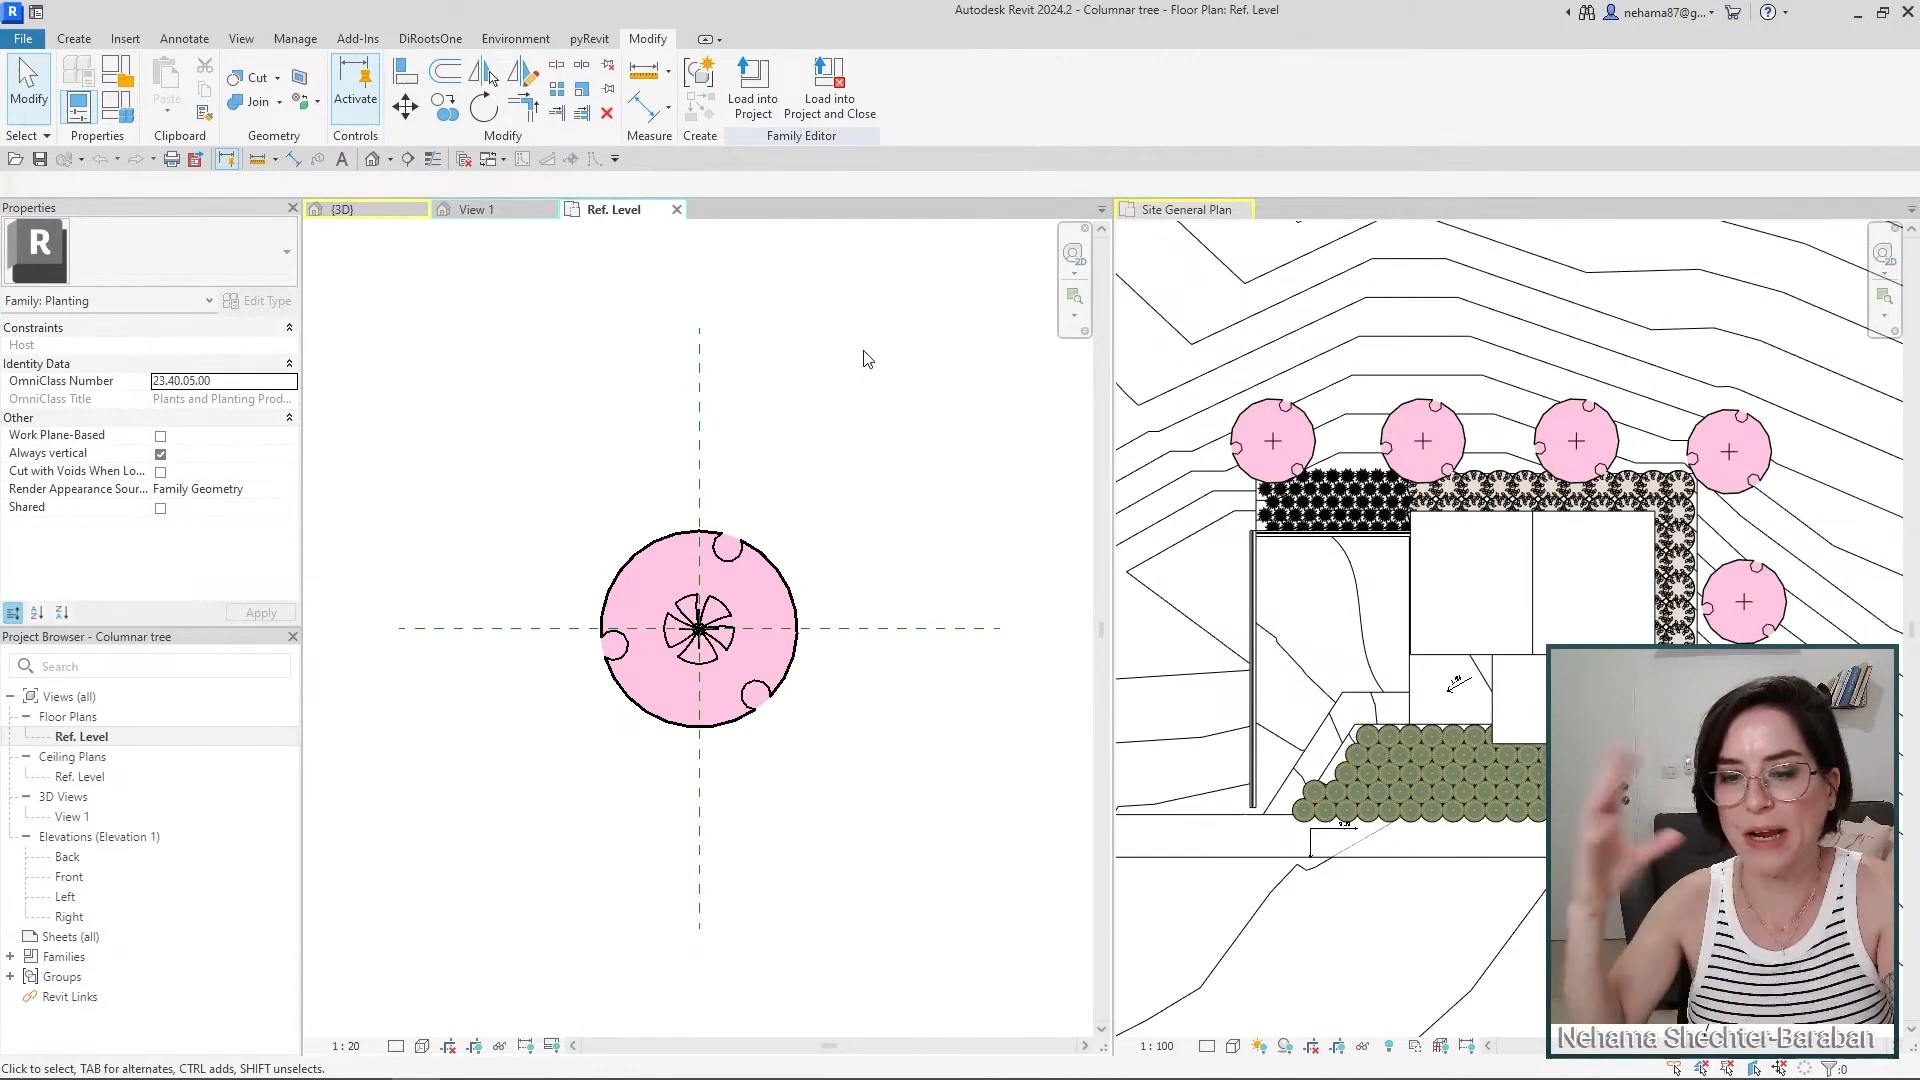 Autodesk Revit 2024.2 - Columnar tree - Floor Plan: Ref. Level
nehama87@g...
File Create Insert Annotate View Manage Add-Ins DiRootsOne Environment pyRevit Modify
Modify
Paste
Cut
Join
Activate
Load into
Project
Load into
Project and Close
Select Properties Clipboard Geometry Controls Modify Measure Create Family Editor
Properties
{3D}
View 1
Ref. Level
Site General Plan
R
Family: Planting
Edit Type
Constraints
Host
Identity Data
OmniClass Number 23.40.05.00
OmniClass Title Plants and Planting Prod...
Other
Work Plane-Based
Always vertical
Cut with Voids When Lo...
Render Appearance Sour... Family Geometry
Shared
Apply
Project Browser - Columnar tree
Search
Views (all)
Floor Plans
Ref. Level
Ceiling Plans
Ref. Level
3D Views
View 1
Elevations (Elevation 1)
Back
Front
Left
Right
Sheets (all)
Families
Groups
Revit Links
1 : 20
1 : 100
Nehama Shechter-Baraban
Click to select, TAB for alternates, CTRL adds, SHIFT unselects.
:0